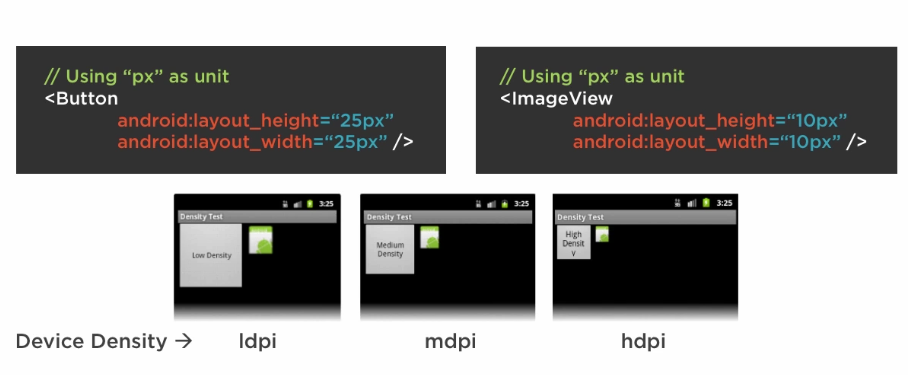 // Using “px” as unit
<Button
android:layout_height=“25px”
android:layout_width=“25px” />
// Using “px” as unit
<ImageView
android:layout_height=“10px”
android:layout_width=“10px” />
3:25
Density Test
Low Density
3:25
Density Test
Medium
Density
3:25
Density Test
High
Densit
y
Device Density → ldpi mdpi hdpi